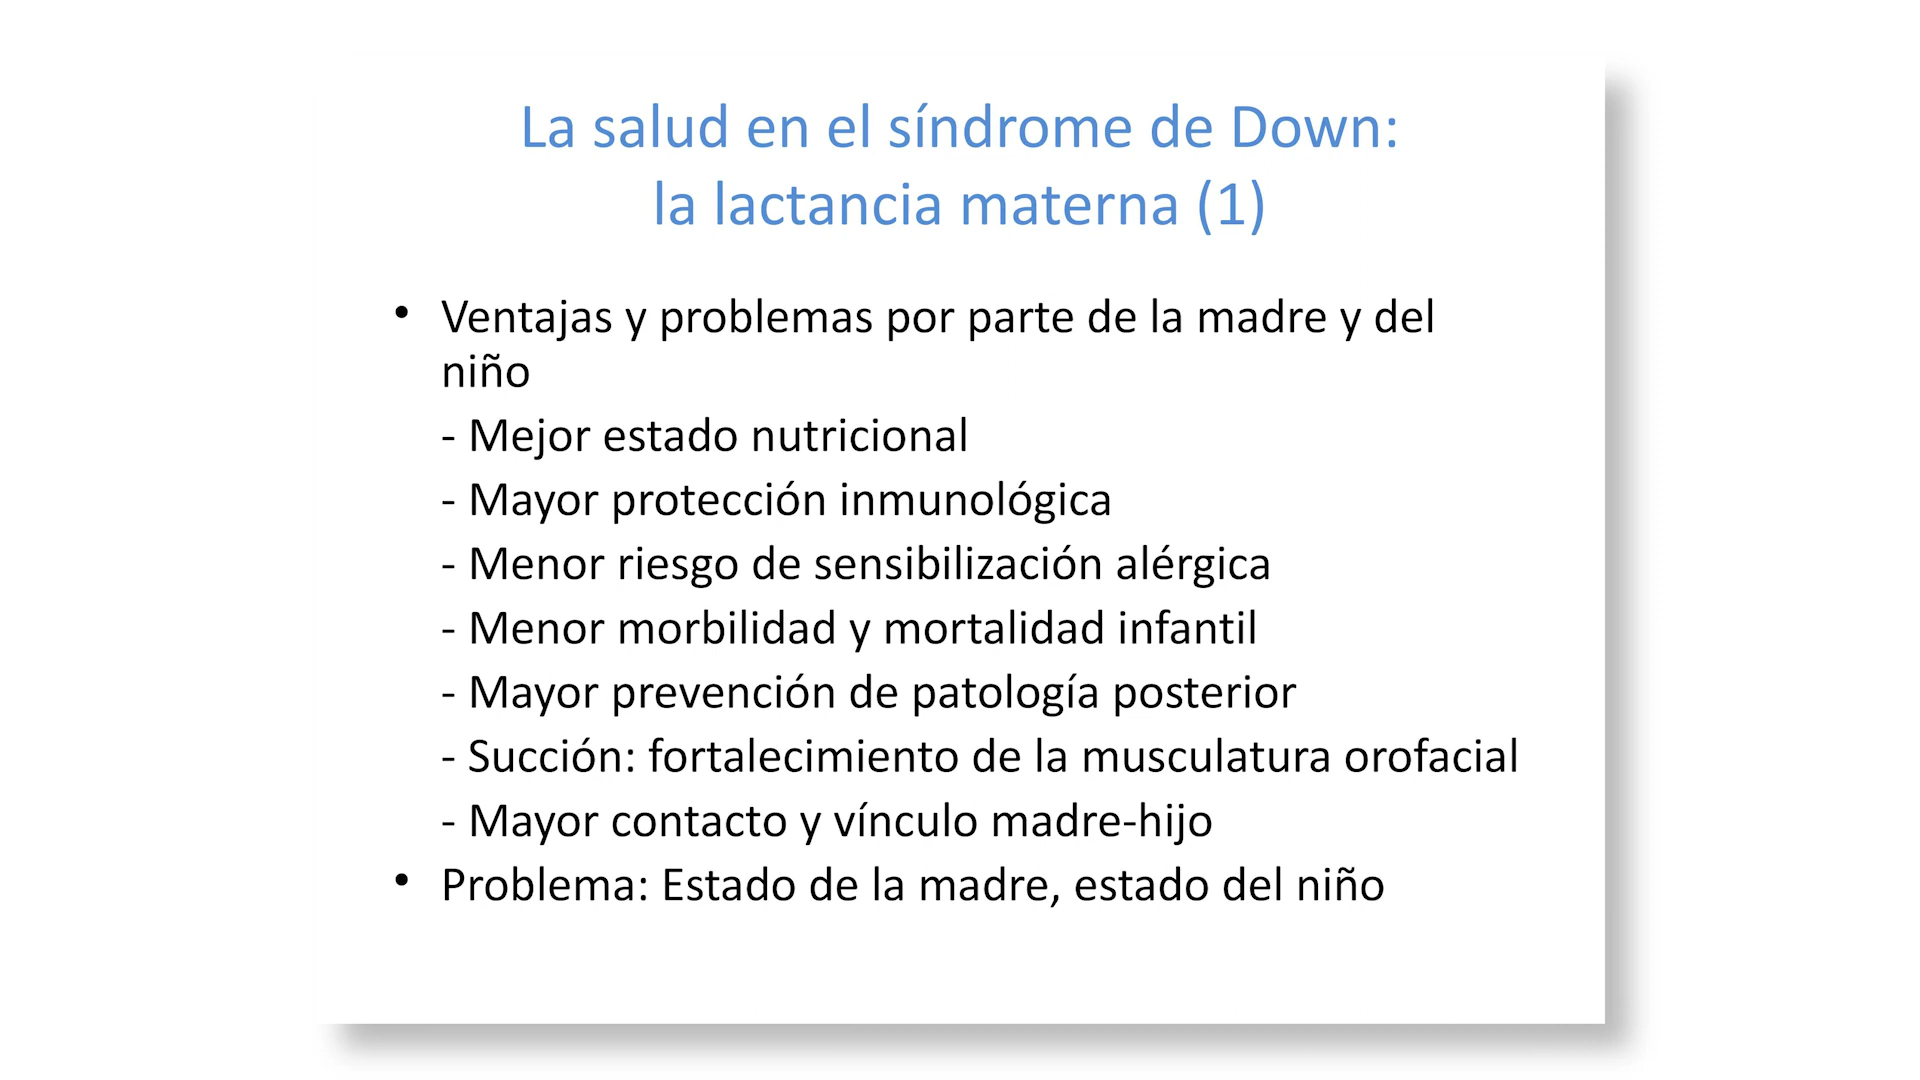 La salud en el síndrome de Down:
la lactancia materna (1)
• Ventajas y problemas por parte de la madre y del
niño
- Mejor estado nutricional
- Mayor protección inmunológica
- Menor riesgo de sensibilización alérgica
- Menor morbilidad y mortalidad infantil
- Mayor prevención de patología posterior
- Succión: fortalecimiento de la musculatura orofacial
- Mayor contacto y vínculo madre-hijo
• Problema: Estado de la madre, estado del niño